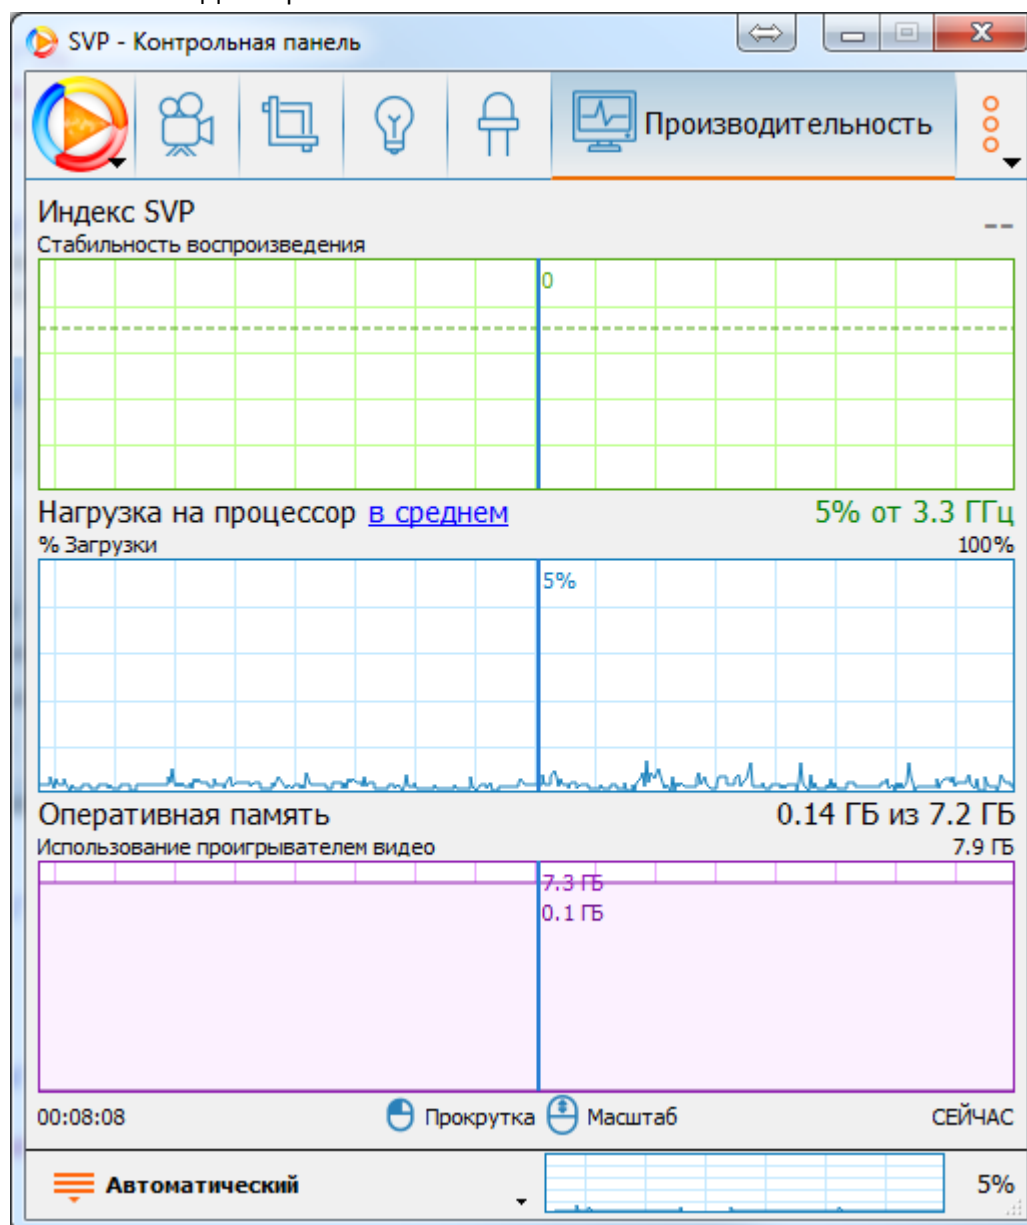 SVP - Контрольная панель
Производительность
Индекс SVP
--
Стабильность воспроизведения
0
Нагрузка на процессор в среднем
5% от 3.3 ГГц
% Загрузки
100%
5%
Оперативная память
0.14 ГБ из 7.2 ГБ
Использование проигрывателем видео
7.9 ГБ
7.3 ГБ
0.1 ГБ
00:08:08
Прокрутка
Масштаб
СЕЙЧАС
Автоматический
5%